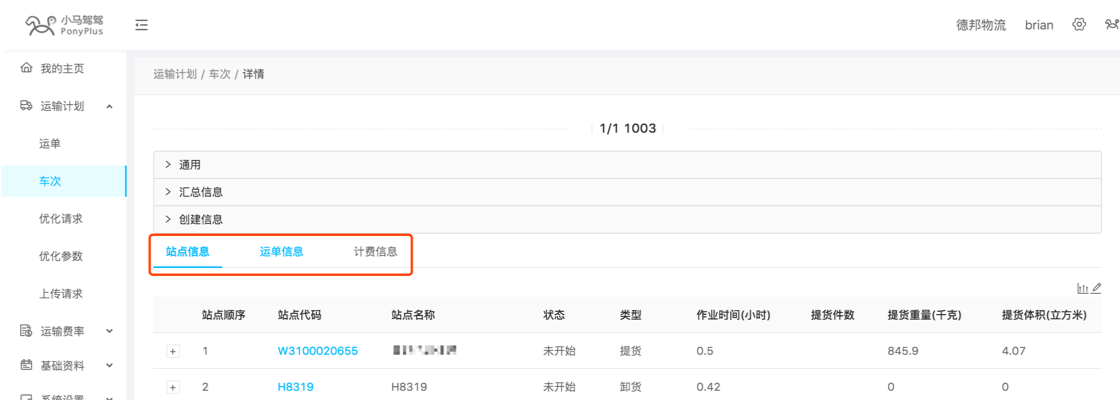 小马驾驾
PonyPlus
德邦物流 brian
我的主页
运输计划
运单
车次
优化请求
优化参数
上传请求
运输费率
基础资料
系统设置
运输计划 / 车次 / 详情
1/1 1003
通用
汇总信息
创建信息
站点信息 运单信息 计费信息
站点顺序 站点代码 站点名称 状态 类型 作业时间(小时) 提货件数 提货重量(千克) 提货体积(立方米)
1 W3100020655 未开始 提货 0.5 845.9 4.07
2 H8319 H8319 未开始 卸货 0.42 0 0